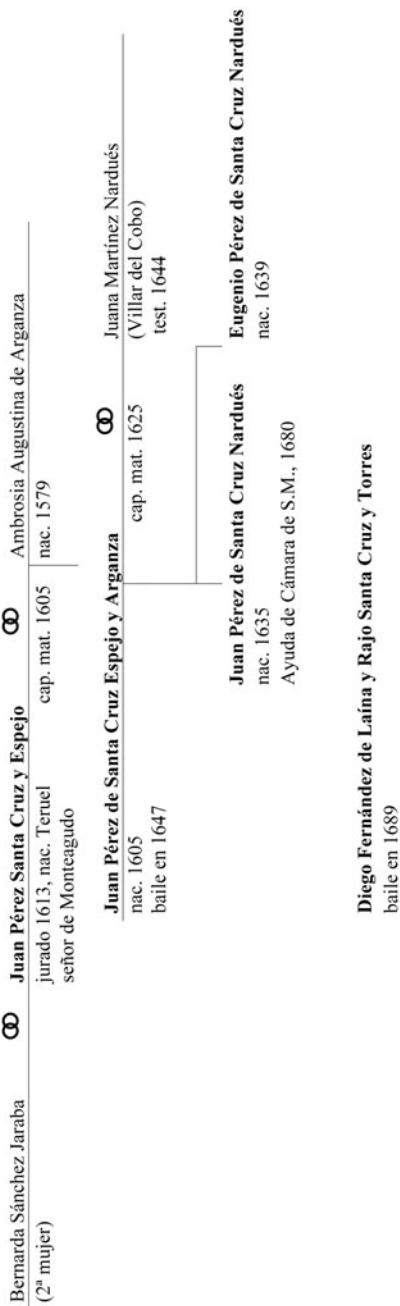 Bernarda Sánchez Jaraba
(2ª mujer)
Juan Pérez Santa Cruz y Espejo
jurado 1613, nac. Teruel
señor de Monteagudo
cap. mat. 1605
Ambrosia Augustina de Arganza
nac. 1579
Juan Pérez de Santa Cruz Espejo y Arganza
nac. 1605
baile en 1647
cap. mat. 1625
Juana Martínez Nardués
(Villar del Cobo)
test. 1644
Juan Pérez de Santa Cruz Nardués
nac. 1635
Ayuda de Cámara de S.M., 1680
Eugenio Pérez de Santa Cruz Nardués
nac. 1639
Diego Fernández de Laína y Rajo Santa Cruz y Torres
baile en 1689